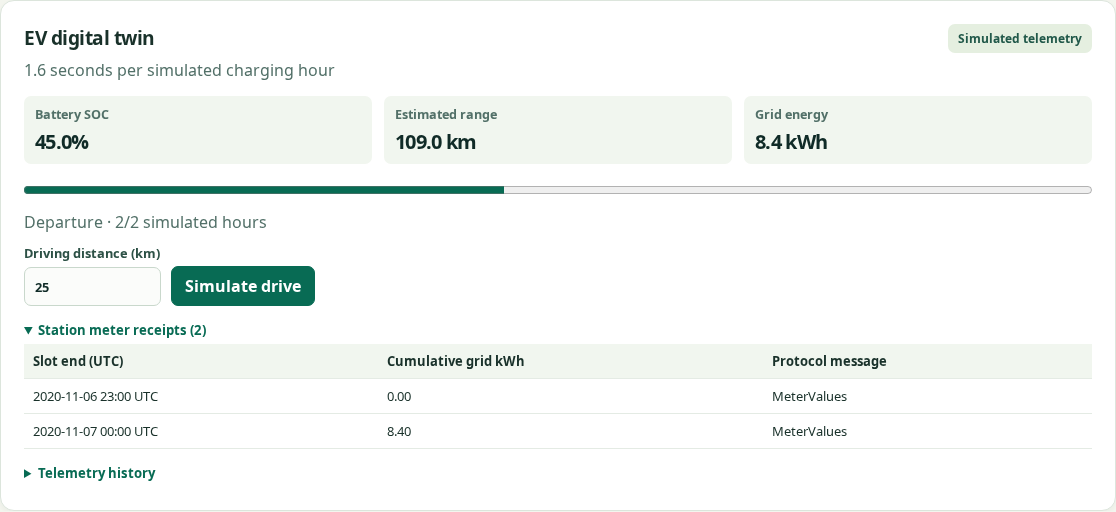 EV digital twin
Simulated telemetry
1.6 seconds per simulated charging hour
Battery SOC
45.0%
Estimated range
109.0 km
Grid energy
8.4 kWh
Departure · 2/2 simulated hours
Driving distance (km)
25
Simulate drive
▼ Station meter receipts (2)
Slot end (UTC) Cumulative grid kWh Protocol message
2020-11-06 23:00 UTC 0.00 MeterValues
2020-11-07 00:00 UTC 8.40 MeterValues
▶ Telemetry history